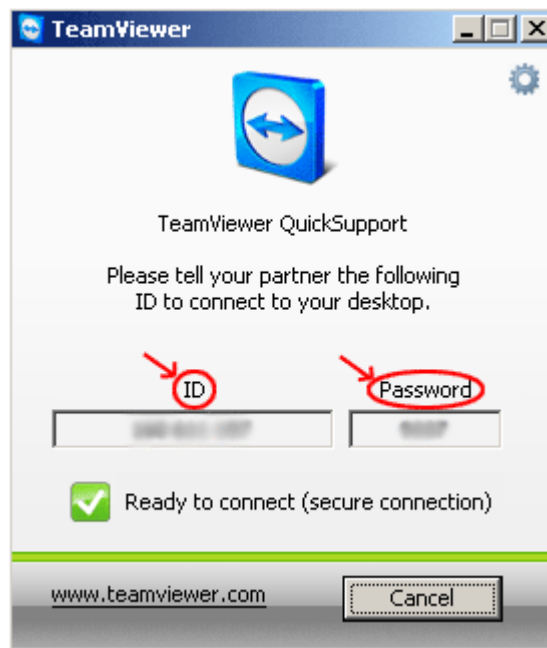 TeamViewer
TeamViewer QuickSupport
Please tell your partner the following
ID to connect to your desktop.
ID
Password
Ready to connect (secure connection)
www.teamviewer.com
Cancel